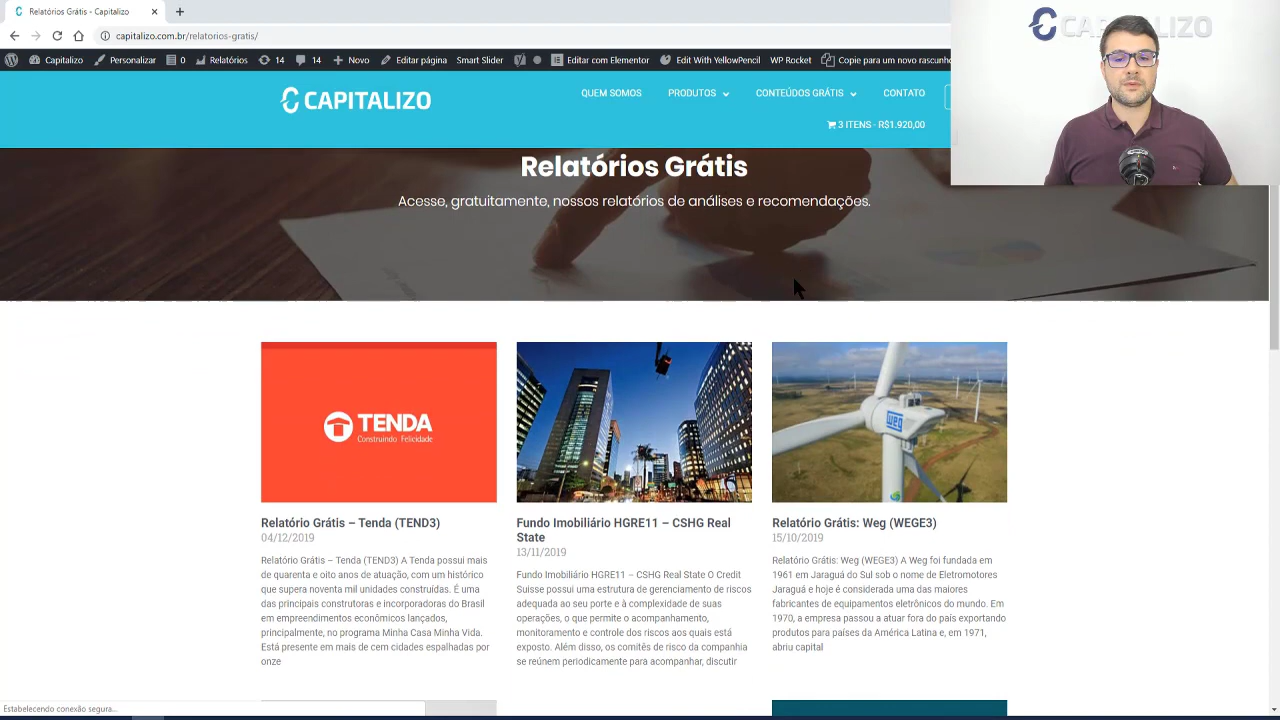 Relatórios Grátis - Capitalizo
capitalizo.com.br/relatorios-gratis/
Capitalizo Personalizar 0 Relatórios 14 14 Novo Editar página Smart Slider Editar com Elementor Edit With YellowPencil WP Rocket Copie para um novo rascunho
CAPITALIZO
CAPITALIZO
QUEM SOMOS PRODUTOS CONTEÚDOS GRÁTIS CONTATO
3 ITENS - R$1.920,00
Relatórios Grátis
Acesse, gratuitamente, nossos relatórios de análises e recomendações.
TENDA
Construindo Felicidade
weg
Relatório Grátis – Tenda (TEND3)
04/12/2019
Relatório Grátis – Tenda (TEND3) A Tenda possui mais
de quarenta e oito anos de atuação, com um histórico
que supera noventa mil unidades construídas. É uma
das principais construtoras e incorporadoras do Brasil
em empreendimentos econômicos lançados,
principalmente, no programa Minha Casa Minha Vida.
Está presente em mais de cem cidades espalhadas por
onze
Fundo Imobiliário HGRE11 – CSHG Real
State
13/11/2019
Fundo Imobiliário HGRE11 – CSHG Real State O Credit
Suisse possui uma estrutura de gerenciamento de riscos
adequada ao seu porte e à complexidade de suas
operações, o que permite o acompanhamento,
monitoramento e controle dos riscos aos quais está
exposto. Além disso, os comitês de risco da companhia
se reúnem periodicamente para acompanhar, discutir
Relatório Grátis: Weg (WEGE3)
15/10/2019
Relatório Grátis: Weg (WEGE3) A Weg foi fundada em
1961 em Jaraguá do Sul sob o nome de Eletromotores
Jaraguá e hoje é considerada uma das maiores
fabricantes de equipamentos eletrônicos do mundo. Em
1970, a empresa passou a atuar fora do país exportando
produtos para países da América Latina e, em 1971,
abriu capital
Estabelecendo conexão segura...